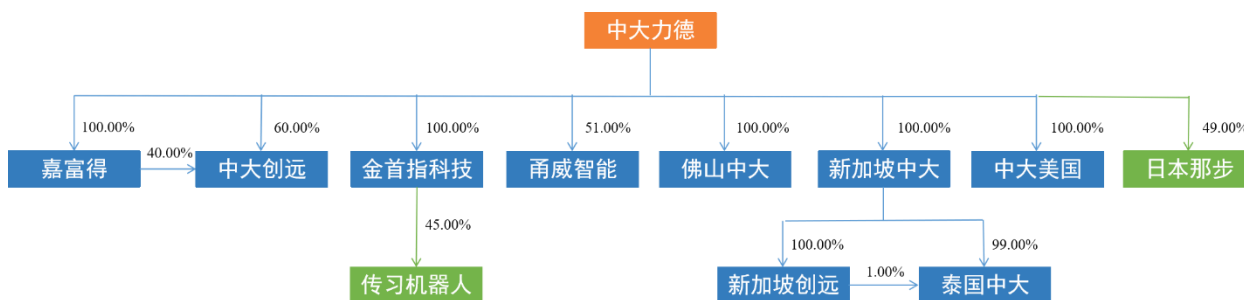 中大力德
100.00%
60.00%
100.00%
51.00%
100.00%
100.00%
100.00%
49.00%
嘉富得
40.00%
中大创远
金首指科技
甬威智能
佛山中大
新加坡中大
中大美国
日本那步
45.00%
100.00%
99.00%
传习机器人
新加坡创远
1.00%
泰国中大